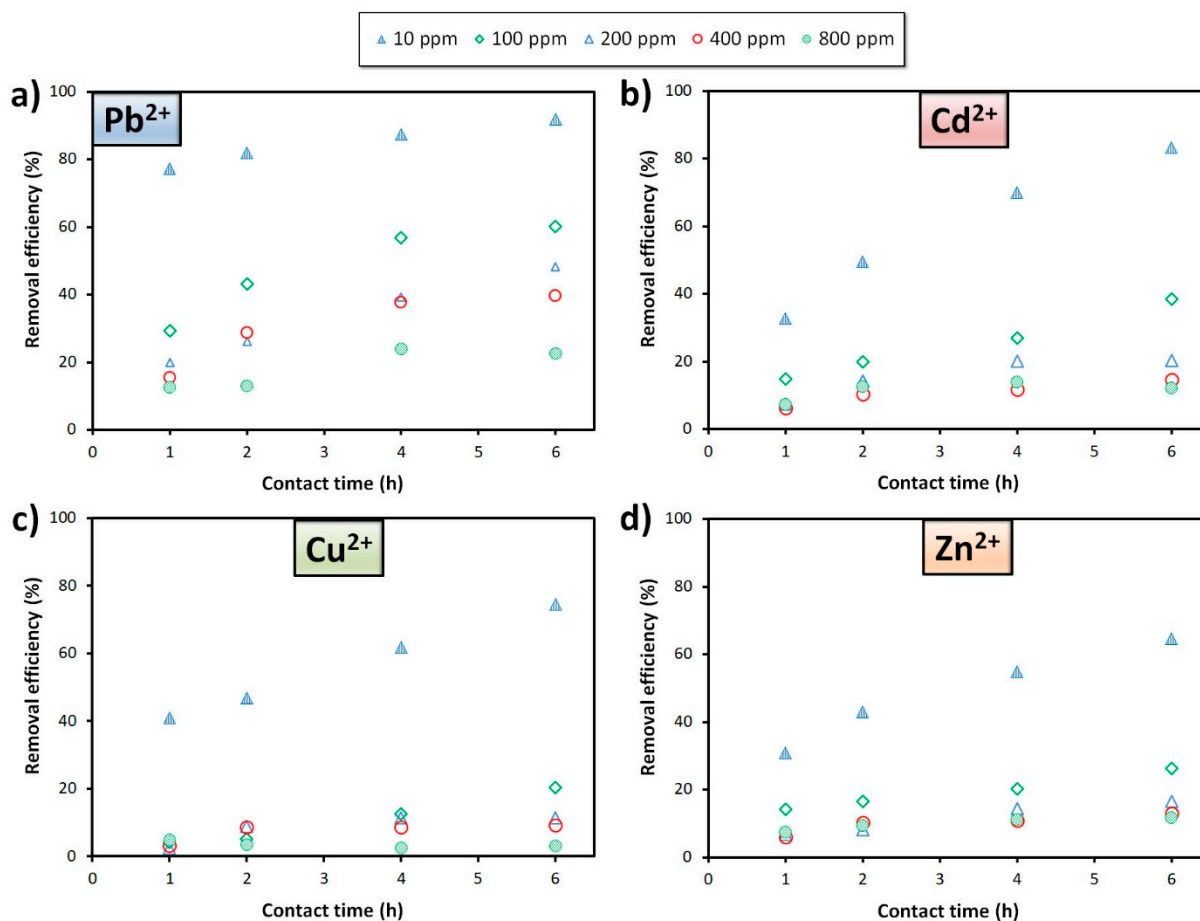 10 ppm 100 ppm 200 ppm 400 ppm 800 ppm
a)
Pb²⁺
Removal efficiency (%)
100
80
60
40
20
0
0 1 2 3 4 5 6
Contact time (h)
b)
Cd²⁺
Removal efficiency (%)
100
80
60
40
20
0
0 1 2 3 4 5 6
Contact time (h)
c)
Cu²⁺
Removal efficiency (%)
100
80
60
40
20
0
0 1 2 3 4 5 6
Contact time (h)
d)
Zn²⁺
Removal efficiency (%)
100
80
60
40
20
0
0 1 2 3 4 5 6
Contact time (h)